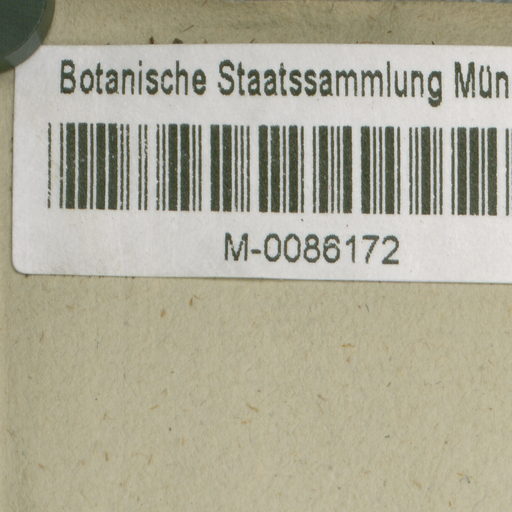 Botanische Staatssammlung Mün
M-0086172